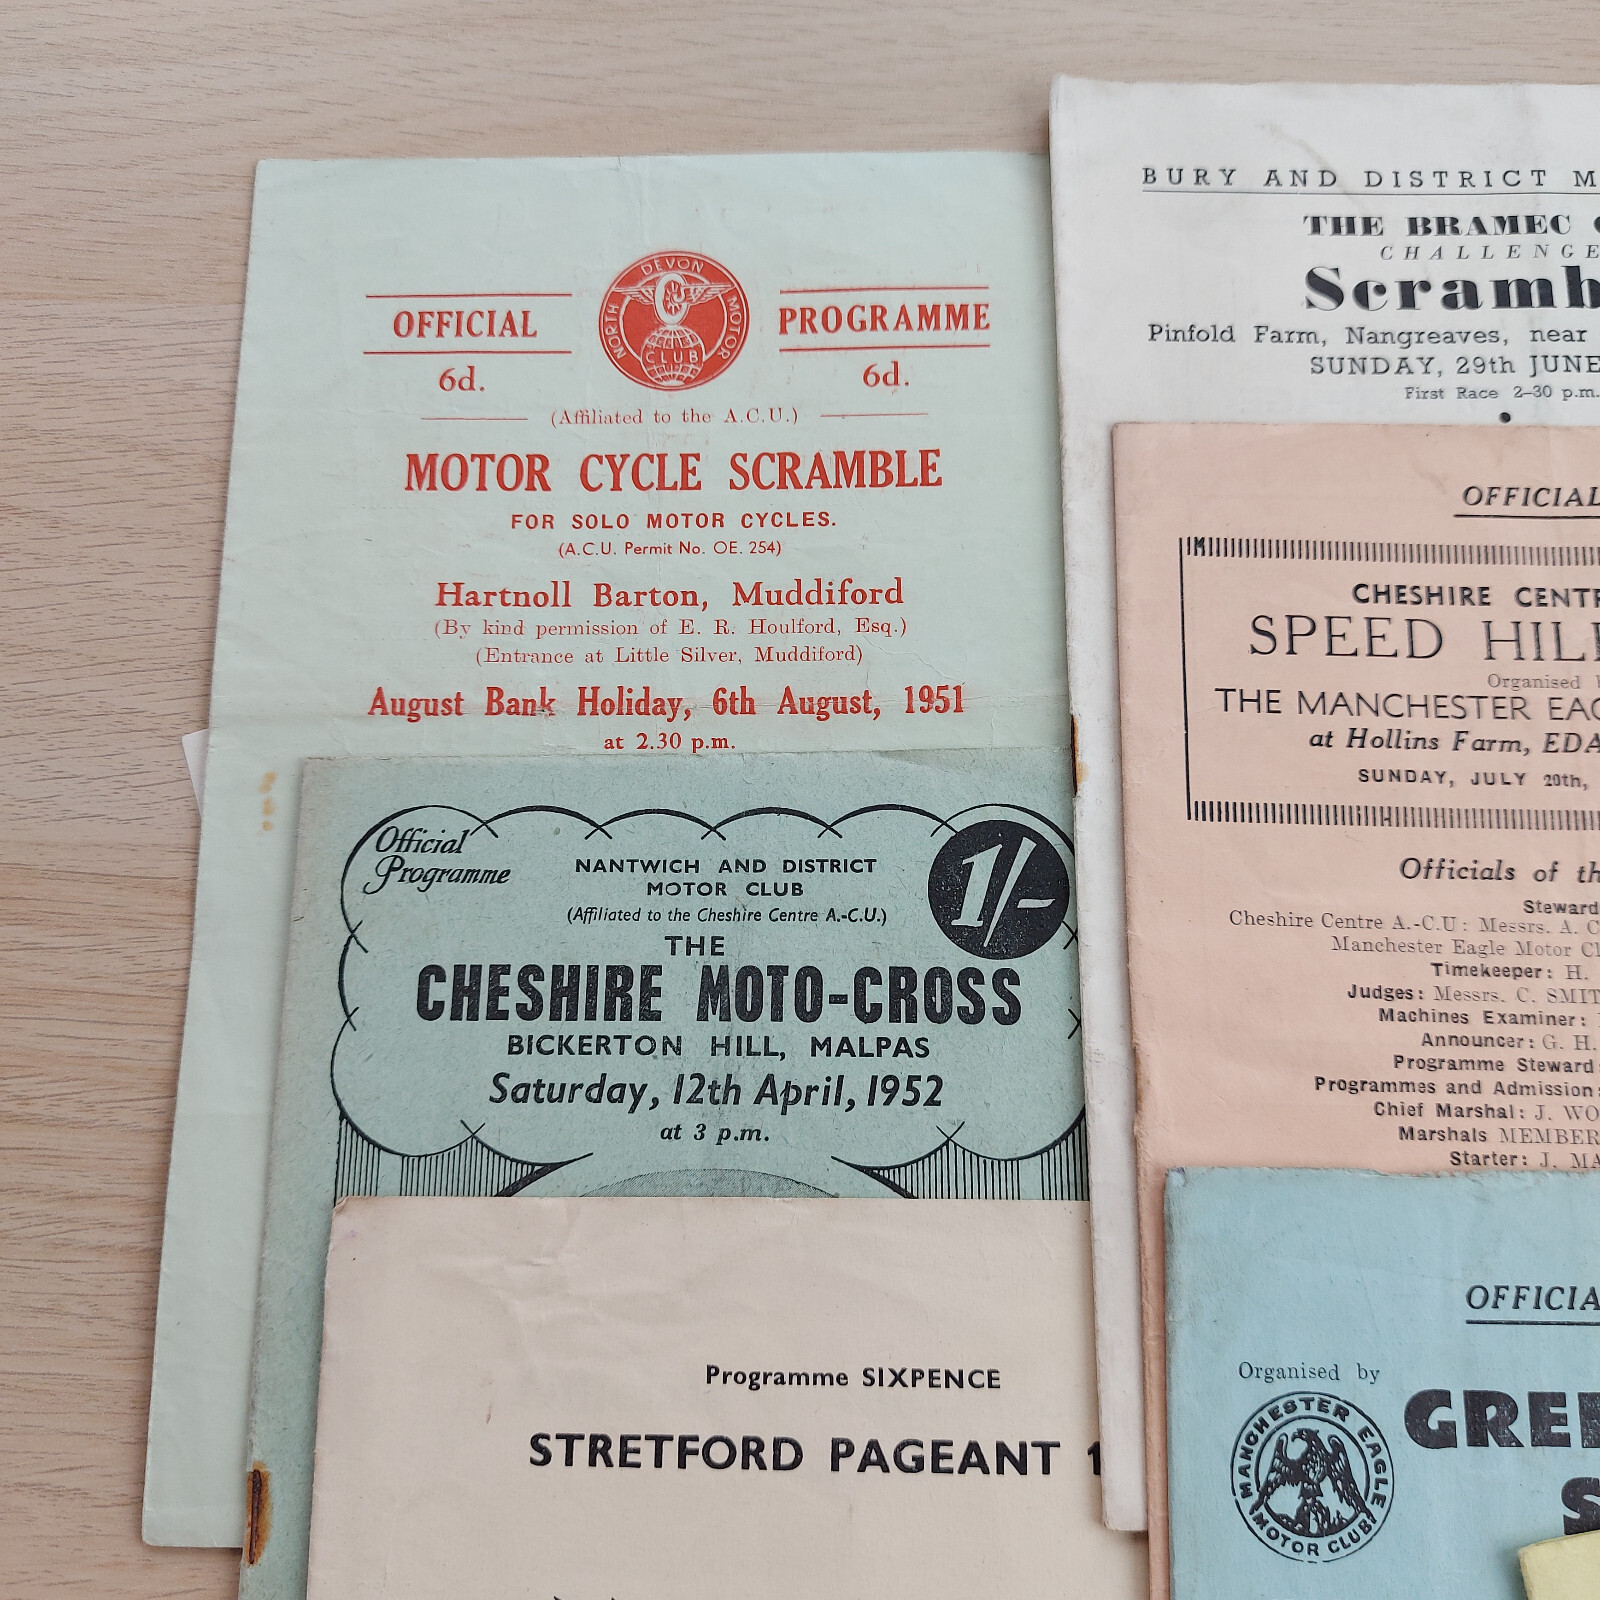 OFFICIAL
6d.
NORTH DEVON MOTOR
CLUB
PROGRAMME
6d.
(Affiliated to the A.C.U.)
MOTOR CYCLE SCRAMBLE
FOR SOLO MOTOR CYCLES.
(A.C.U. Permit No. OE. 254)
Hartnoll Barton, Muddiford
(By kind permission of E. R. Houlford, Esq.)
(Entrance at Little Silver, Muddiford)
August Bank Holiday, 6th August, 1951
at 2.30 p.m.
Official
Programme
1/-
NANTWICH AND DISTRICT
MOTOR CLUB
(Affiliated to the Cheshire Centre A.-C.U.)
THE
CHESHIRE MOTO-CROSS
BICKERTON HILL, MALPAS
Saturday, 12th April, 1952
at 3 p.m.
Programme SIXPENCE
STRETFORD PAGEANT 1
BURY AND DISTRICT M
THE BRAMEC
CHALLENGE
Scramb
Pinfold Farm, Nangreaves, near
SUNDAY, 29th JUNE
First Race 2-30 p.m.
OFFICIAL
CHESHIRE CENTR
SPEED HIL
Organised
THE MANCHESTER EAG
at Hollins Farm, EDA
SUNDAY, JULY 20th,
Officials of th
Steward
Cheshire Centre A.-C.U: Messrs. A. C
Manchester Eagle Motor Cl
Timekeeper: H.
Judges: Messrs. C. SMIT
Machines Examiner:
Announcer: G. H.
Programme Steward
Programmes and Admission:
Chief Marshal: J. WO
Marshals MEMBER
Starter: J. MA
OFFICIA
Organised by
MANCHESTER EAGLE
MOTOR CLUB
GREE
S